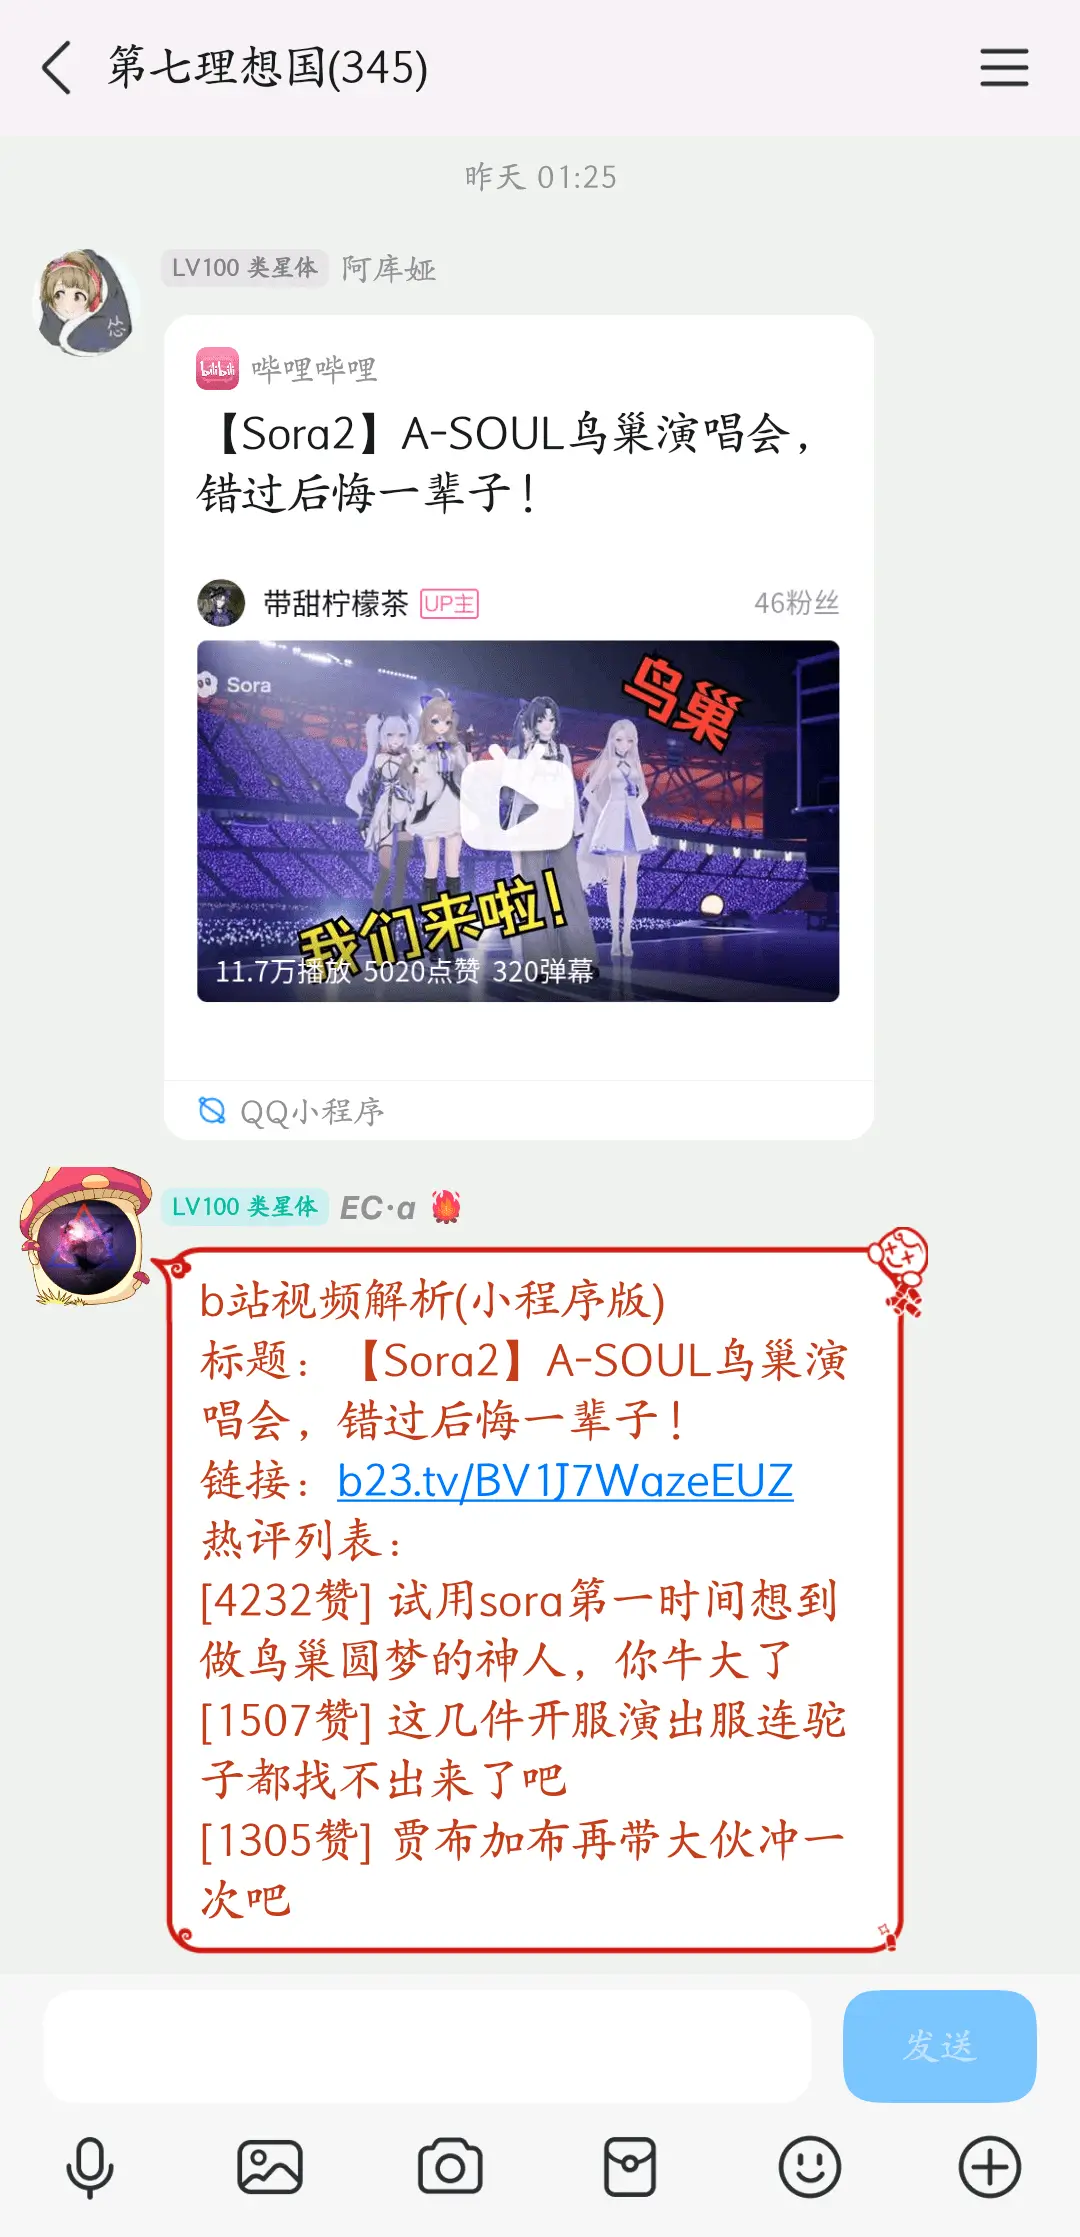 第七理想国(345)
昨天 01:25
LV100 类星体 阿库娅
怂
bilibili 哔哩哔哩
【Sora2】A-SOUL鸟巢演唱会，
错过后悔一辈子！
带甜柠檬茶 UP主 46粉丝
Sora
鸟巢
我们来啦！
11.7万播放 5020点赞 320弹幕
QQ小程序
LV100 类星体 EC·a
b站视频解析(小程序版)
标题：【Sora2】A-SOUL鸟巢演
唱会，错过后悔一辈子！
链接：b23.tv/BV1J7WazeEUZ
热评列表：
[4232赞] 试用sora第一时间想到
做鸟巢圆梦的神人，你牛大了
[1507赞] 这几件开服演出服连驼
子都找不出来了吧
[1305赞] 贾布加布再带大伙冲一
次吧
发送